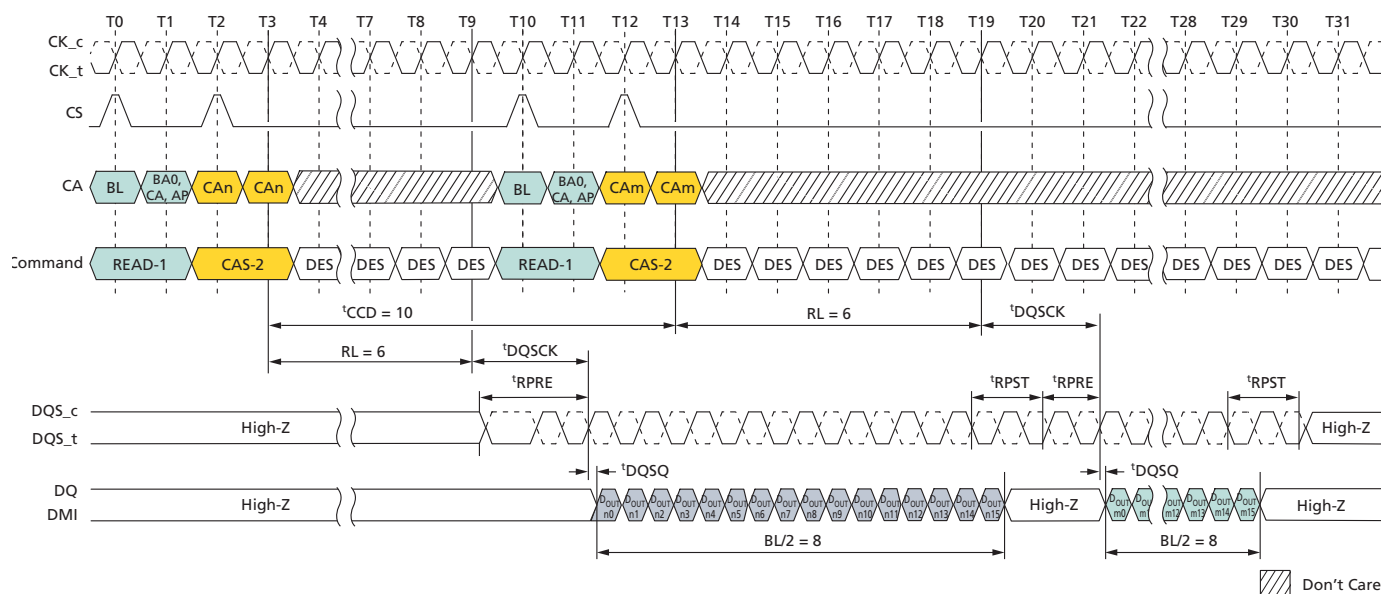 T0 T1 T2 T3 T4 T7 T8 T9 T10 T11 T12 T13 T14 T15 T16 T17 T18 T19 T20 T21 T22 T28 T29 T30 T31
CK_c
CK_t
CS
CA BL BA0, CA, AP CAn CAn BL BA0, CA, AP CAm CAm
Command READ-1 CAS-2 DES DES DES DES READ-1 CAS-2 DES DES DES DES DES DES DES DES DES DES DES DES DES
tCCD = 10 RL = 6 tDQSCK
RL = 6 tDQSCK
tRPRE tRPST tRPRE tRPST
DQS_c
DQS_t
High-Z High-Z
tDQSQ tDQSQ
DQ
DMI
High-Z DOUT n0 DOUT n1 DOUT n2 DOUT n3 DOUT n4 DOUT n5 DOUT n6 DOUT n7 DOUT n8 DOUT n9 DOUT n10 DOUT n11 DOUT n12 DOUT n13 DOUT n14 DOUT n15 High-Z DOUT m0 DOUT DOUT m12 DOUT m13 DOUT m14 DOUT m15 High-Z
BL/2 = 8 BL/2 = 8
Don't Care